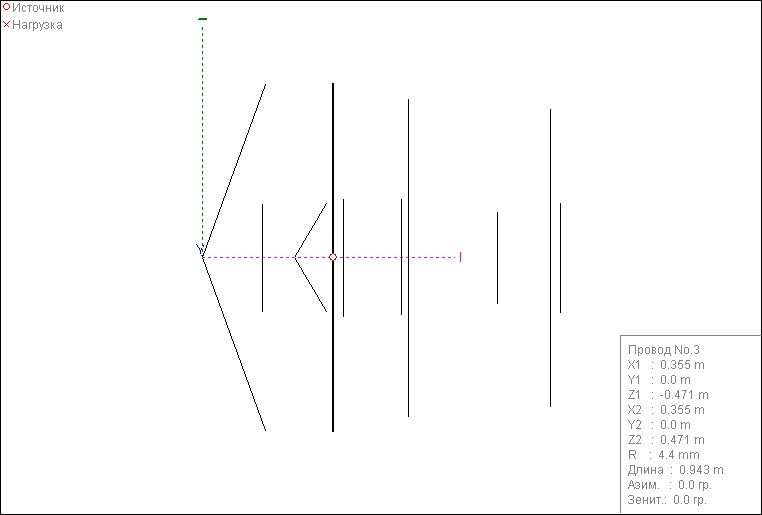 Источник
Нагрузка
Y
Провод No.3
X1 : 0.355 m
Y1 : 0.0 m
Z1 : -0.471 m
X2 : 0.355 m
Y2 : 0.0 m
Z2 : 0.471 m
R : 4.4 mm
Длина : 0.943 m
Азим. : 0.0 гр.
Зенит.: 0.0 гр.